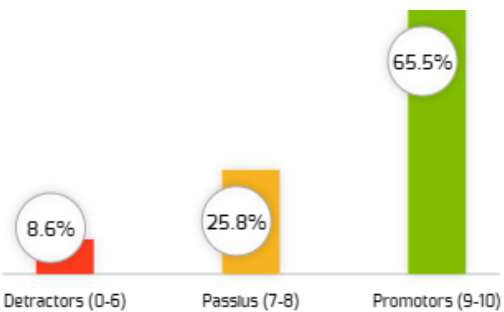 65.5%
25.8%
8.6%
Detractors (0-6) Passius (7-8) Promotors (9-10)